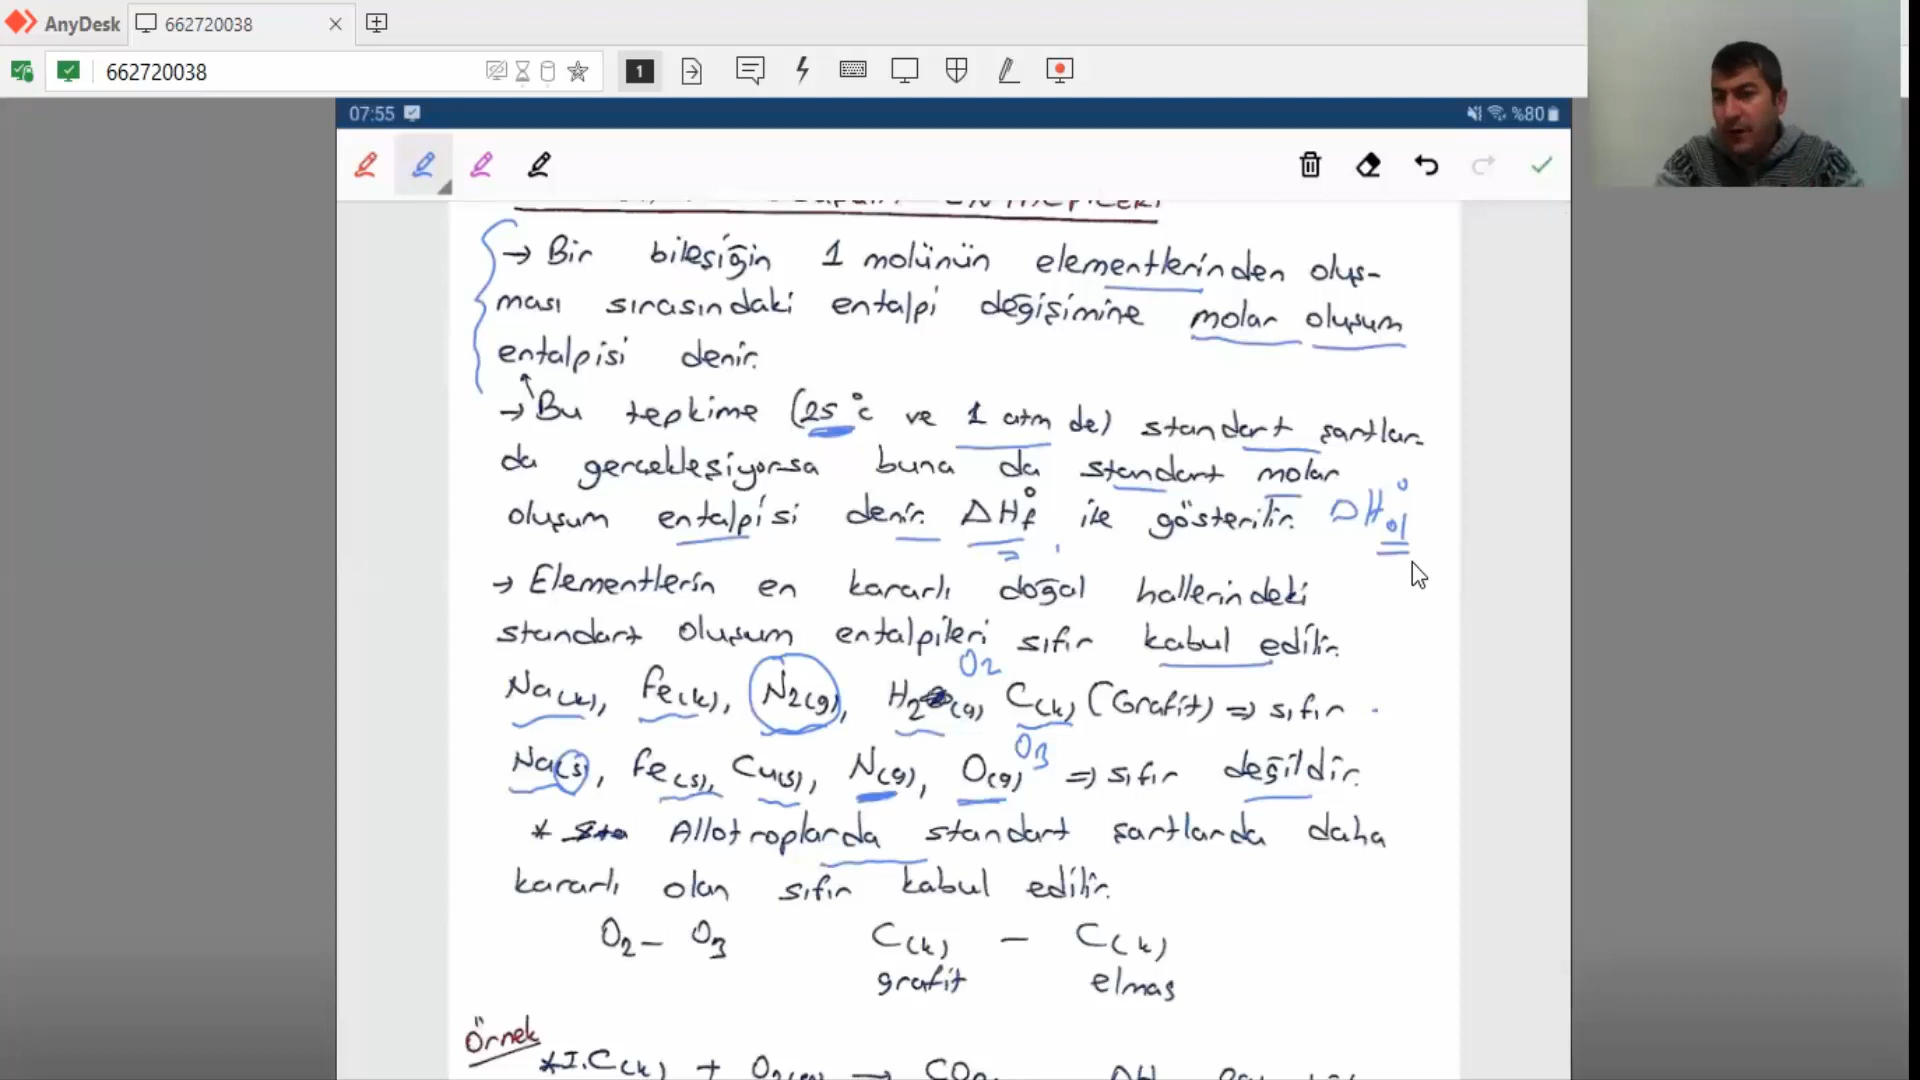 AnyDesk
662720038
662720038
1
07:55
%80
→ Bir bileşiğin 1 molünün elementlerinden oluş-
ması sırasındaki entalpi değişimine molar oluşum
entalpisi denir.
→ Bu tepkime (25 °c ve 1 atm de) standart şartlar-
da gerçekleşiyorsa buna da standart molar
oluşum entalpisi denir. ΔH°f ile gösterilir. ΔH°ol
→ Elementlerin en kararlı doğal hallerindeki
standart oluşum entalpileri sıfır kabul edilir.
O2
Na(k), Fe(k), N2(g), H2(g) C(k) (Grafit) => sıfır
O3
Na(s), Fe(s), Cu(s), N(g), O(g) => sıfır değildir.
* Allotroplarda standart şartlarda daha
kararlı olan sıfır kabul edilir.
O2 - O3 C(k) - C(k)
grafit elmas
Örnek
*I. C(k) + O2(g) → CO2